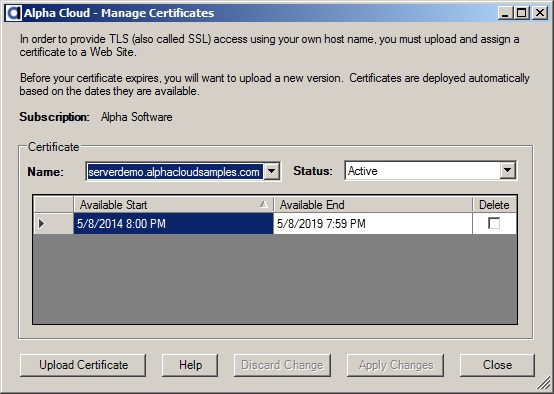 Alpha Cloud - Manage Certificates
In order to provide TLS (also called SSL) access using your own host name, you must upload and assign a
certificate to a Web Site.
Before your certificate expires, you will want to upload a new version. Certificates are deployed automatically
based on the dates they are available.
Subscription: Alpha Software
Certificate
Name: serverdemo.alphacloudsamples.com Status: Active
Available Start Available End Delete
5/8/2014 8:00 PM 5/8/2019 7:59 PM
Upload Certificate Help Discard Change Apply Changes Close